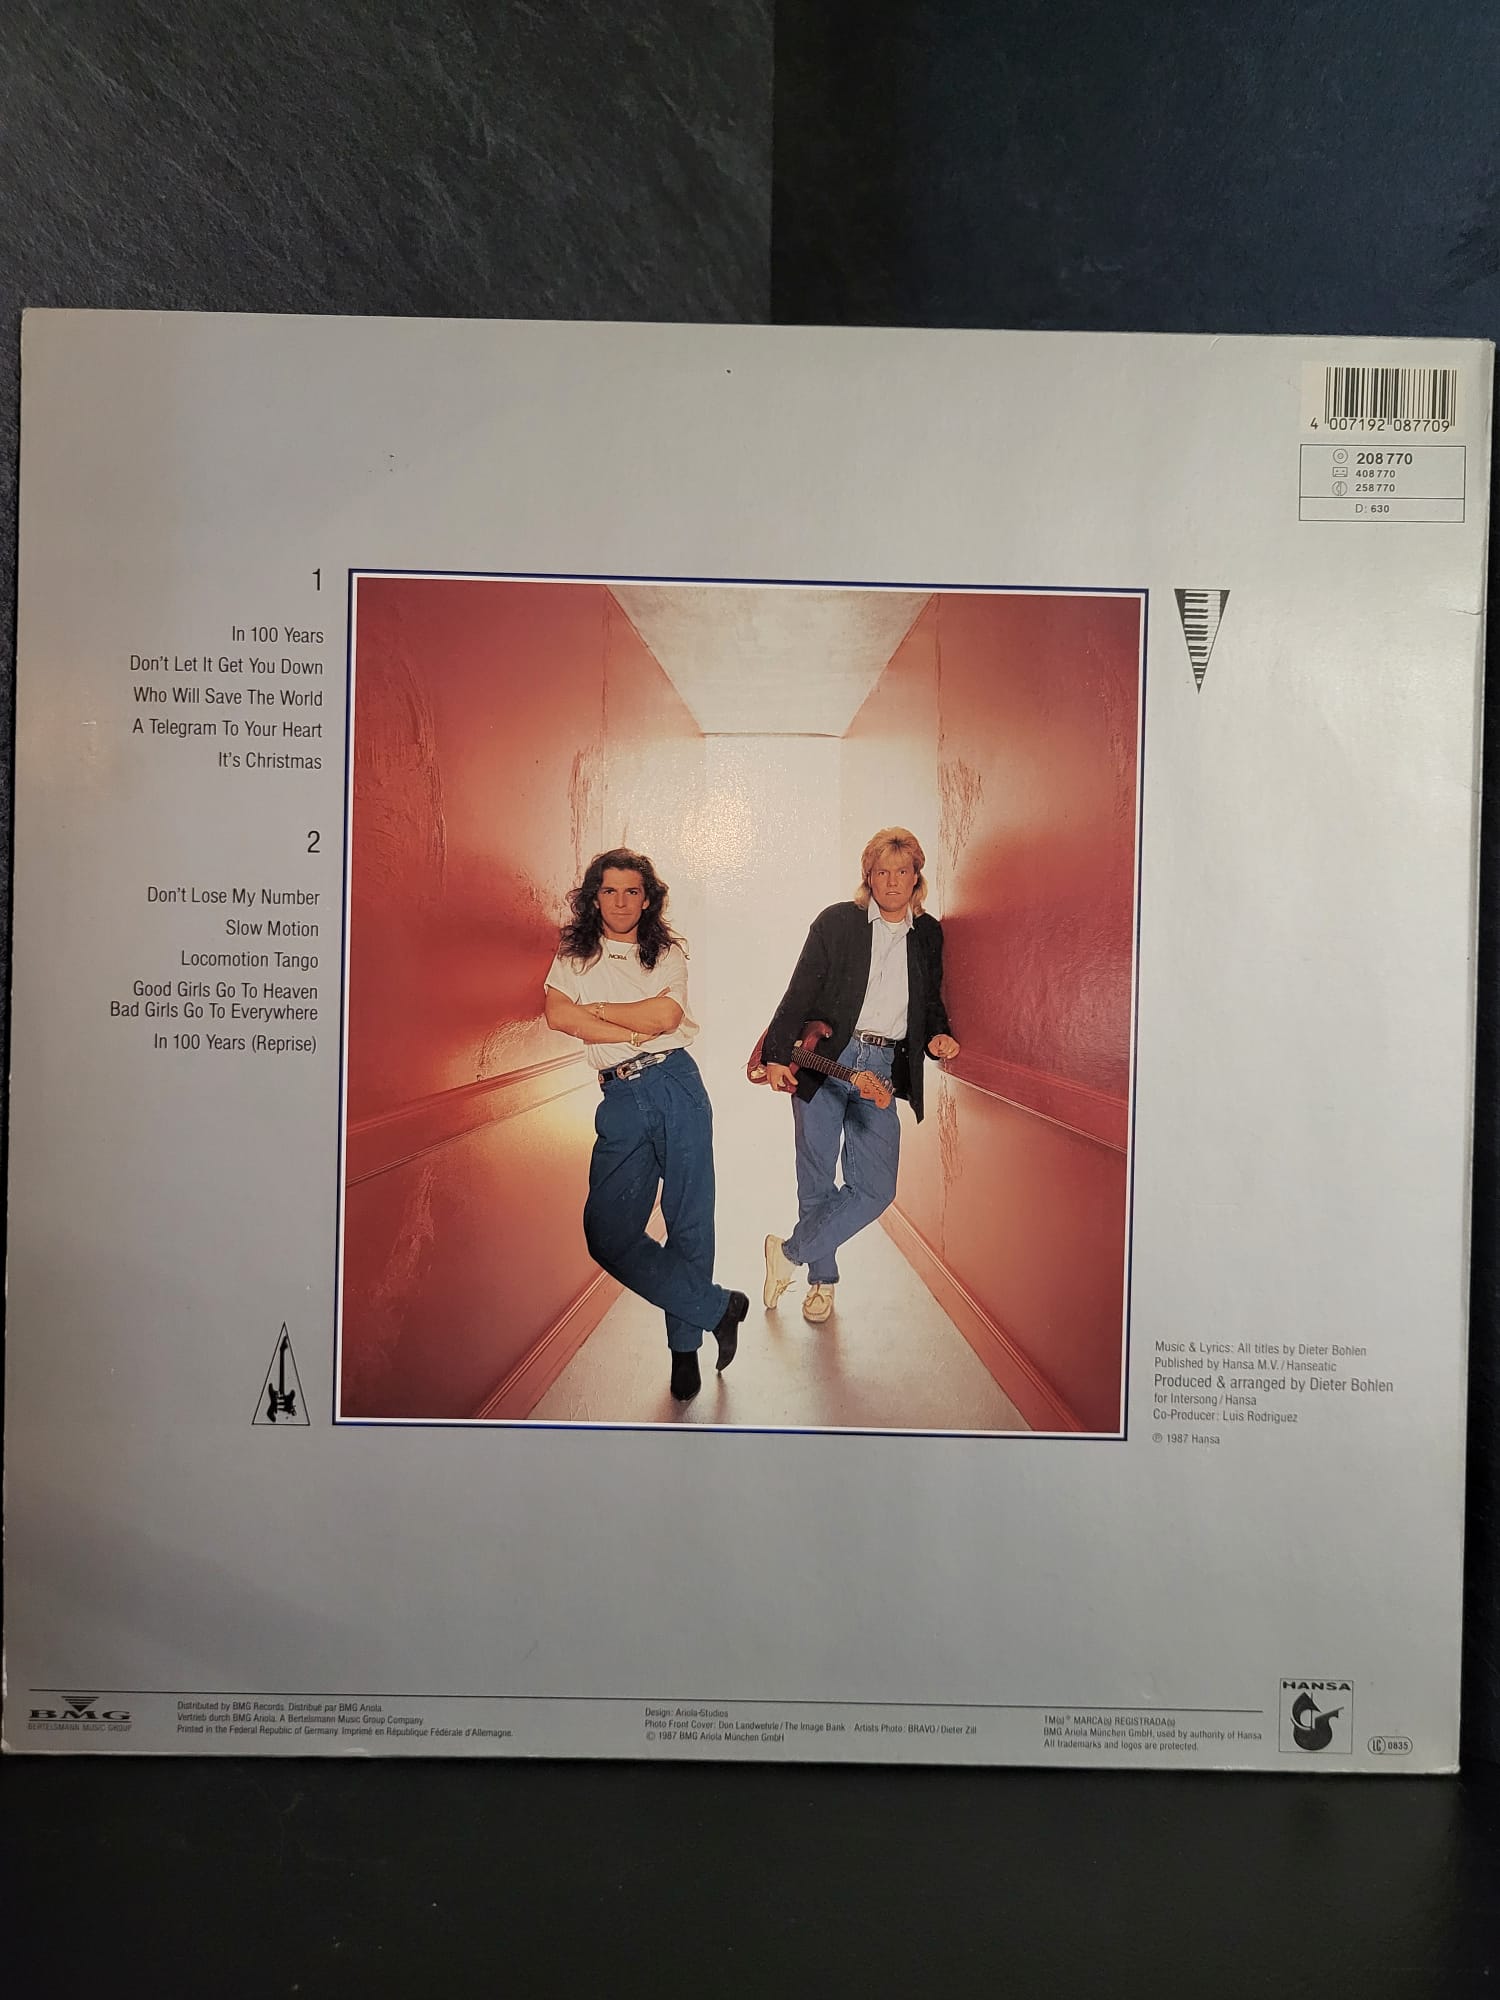 4 007192 087709
208 770
408 770
258 770
D: 630
1
In 100 Years
Don't Let It Get You Down
Who Will Save The World
A Telegram To Your Heart
It's Christmas
2
Don't Lose My Number
Slow Motion
Locomotion Tango
Good Girls Go To Heaven
Bad Girls Go To Everywhere
In 100 Years (Reprise)
Music & Lyrics: All titles by Dieter Bohlen
Published by Hansa M.V./Hanseatic
Produced & arranged by Dieter Bohlen
for Intersong/Hansa
Co-Producer: Luis Rodriguez
℗ 1987 Hansa
BMG
BERTELSMANN MUSIC GROUP
Distributed by BMG Records. Distribué par BMG Ariola.
Vertrieb durch BMG Ariola. A Bertelsmann Music Group Company
Printed in the Federal Republic of Germany. Imprimé en République Fédérale d'Allemagne.
Design: Ariola-Studios
Photo Front Cover: Don Landwehrle/The Image Bank Artists Photo: BRAVO/Dieter Zill
© 1987 BMG Ariola München GmbH
TM(s)® MARCA(s) REGISTRADA(s)
BMG Ariola München GmbH, used by authority of Hansa
All trademarks and logos are protected.
HANSA
LC 0835